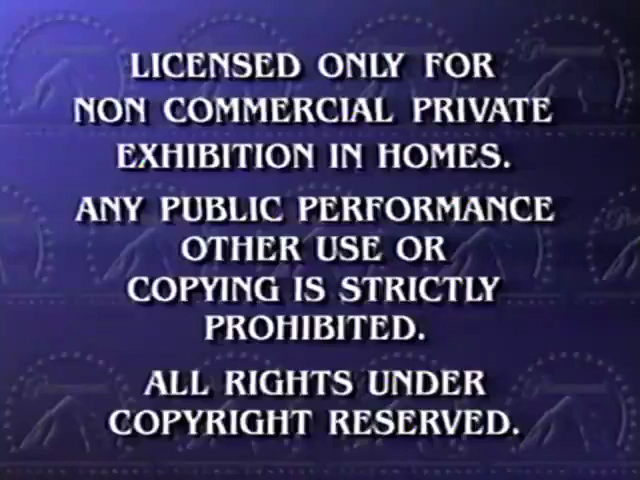 LICENSED ONLY FOR
NON COMMERCIAL PRIVATE
EXHIBITION IN HOMES.
ANY PUBLIC PERFORMANCE
OTHER USE OR
COPYING IS STRICTLY
PROHIBITED.
ALL RIGHTS UNDER
COPYRIGHT RESERVED.